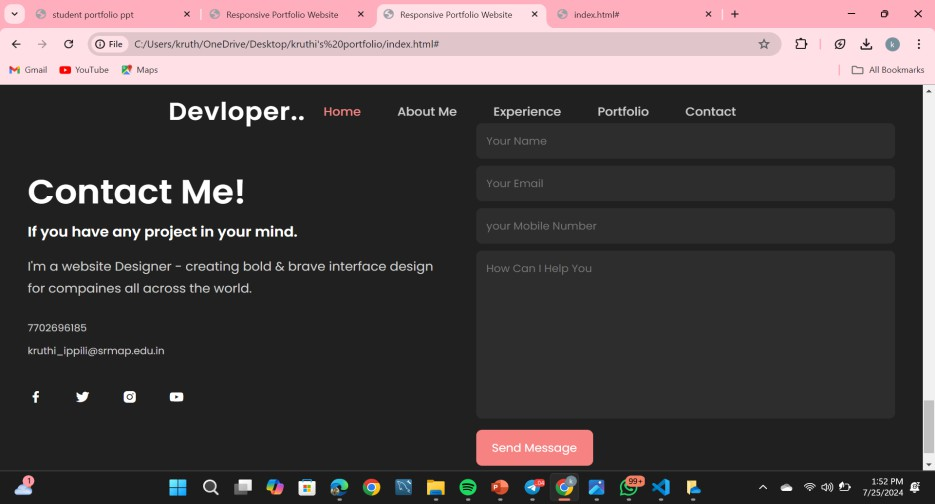 student portfolio ppt
Responsive Portfolio Website
Responsive Portfolio Website
index.html#
File C:/Users/kruth/OneDrive/Desktop/kruthi's%20portfolio/index.html#
k
Gmail YouTube Maps All Bookmarks
Devloper.. Home About Me Experience Portfolio Contact
Contact Me!
If you have any project in your mind.
I'm a website Designer - creating bold & brave interface design
for compaines all across the world.
7702696185
kruthi_ippili@srmap.edu.in
Your Name
Your Email
your Mobile Number
How Can I Help You
Send Message
1
99+
1:52 PM
7/25/2024